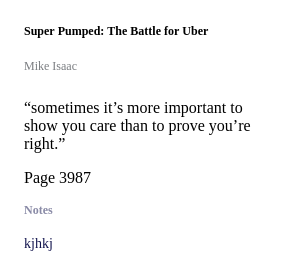 Super Pumped: The Battle for Uber
Mike Isaac
“sometimes it’s more important to
show you care than to prove you’re
right.”
Page 3987
Notes
kjhkj